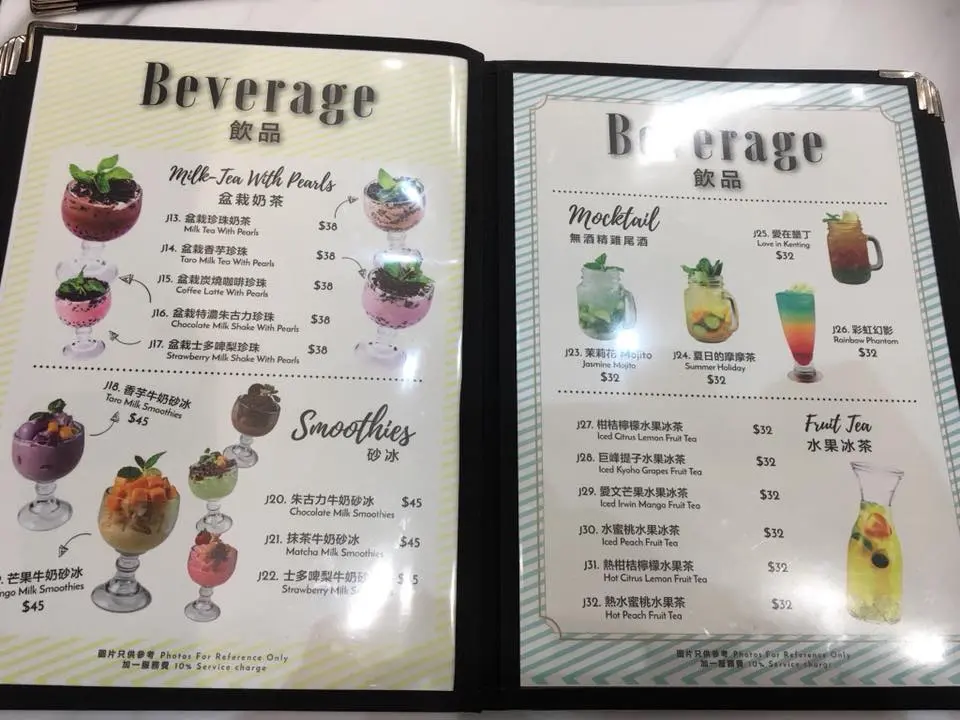 Beverage
飲品
Milk-Tea With Pearls
盆栽奶茶
J13. 盆栽珍珠奶茶 $38
Milk Tea With Pearls
J14. 盆栽香芋珍珠 $38
Taro Milk Tea With Pearls
J15. 盆栽炭燒咖啡珍珠 $38
Coffee Latte With Pearls
J16. 盆栽特濃朱古力珍珠 $38
Chocolate Milk Shake With Pearls
J17. 盆栽士多啤梨珍珠 $38
Strawberry Milk Shake With Pearls
J18. 香芋牛奶砂冰
Taro Milk Smoothies
$45
Smoothies
砂冰
J20. 朱古力牛奶砂冰 $45
Chocolate Milk Smoothies
J21. 抹茶牛奶砂冰 $45
Matcha Milk Smoothies
J22. 士多啤梨牛奶砂
Strawberry Milk
芒果牛奶砂冰
Milk Smoothies
$45
圖片只供參考 Photos For Reference Only
加一服務費 10% Service charge
Beverage
飲品
Mocktail
無酒精雞尾酒
J25. 愛在墾丁
Love in Kenting
$32
J23. 茉莉花 Mojito
Jasmine Mojito
$32
J24. 夏日的摩摩茶
Summer Holiday
$32
J26. 彩虹幻影
Rainbow Phantom
$32
Fruit Tea
水果冰茶
J27. 柑桔檸檬水果冰茶 $32
Iced Citrus Lemon Fruit Tea
J28. 巨峰提子水果冰茶 $32
Iced Kyoho Grapes Fruit Tea
J29. 愛文芒果水果冰茶 $32
Iced Irwin Mango Fruit Tea
J30. 水蜜桃水果冰茶 $32
Iced Peach Fruit Tea
J31. 熱柑桔檸檬水果茶 $32
Hot Citrus Lemon Fruit Tea
J32. 熱水蜜桃水果茶 $32
Hot Peach Fruit Tea
圖片只供參考 Photos For Reference Only
加一服務費 10% Service charge